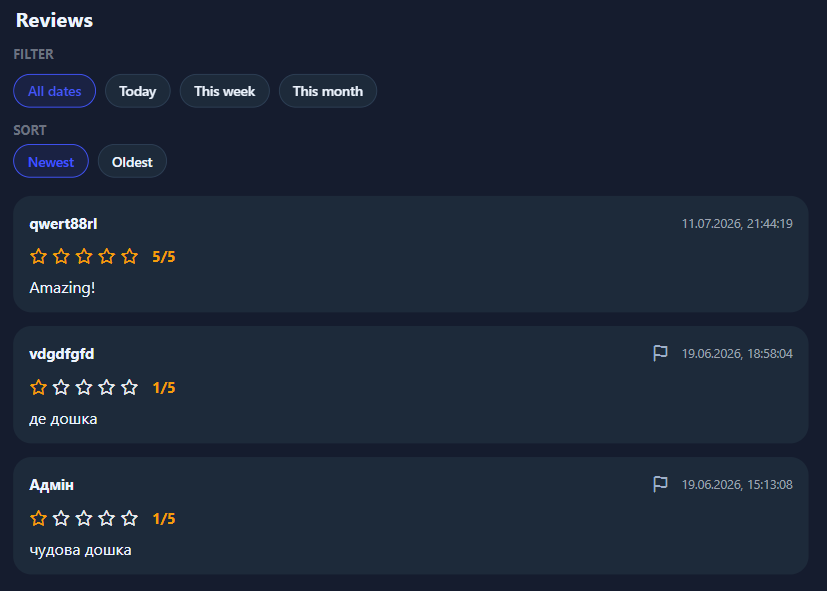 Reviews
FILTER
All dates Today This week This month
SORT
Newest Oldest
qwert88rl 11.07.2026, 21:44:19
5/5
Amazing!
vdgdfgfd 19.06.2026, 18:58:04
1/5
де дошка
Адмін 19.06.2026, 15:13:08
1/5
чудова дошка